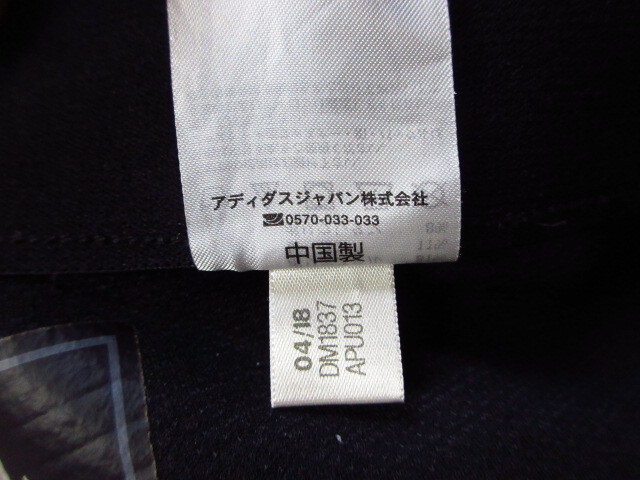 アディダスジャパン株式会社
0570-033-033
中国製
04/18
DM1837
APU013